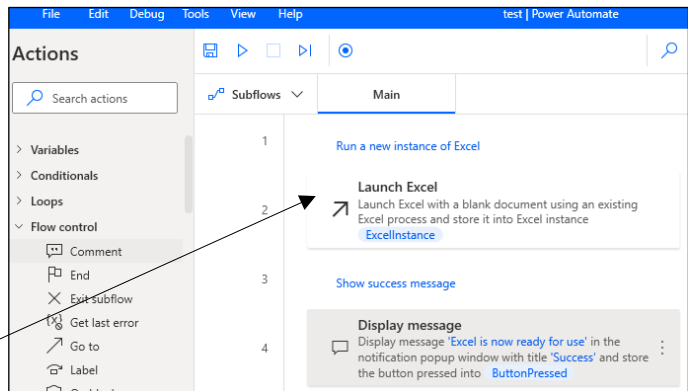 File Edit Debug Tools View Help test | Power Automate
Actions
Search actions
Subflows Main
Variables
Conditionals
Loops
Flow control
Comment
End
Exit subflow
Get last error
Go to
Label
1 Run a new instance of Excel
2 Launch Excel
Launch Excel with a blank document using an existing
Excel process and store it into Excel instance
ExcelInstance
3 Show success message
4 Display message
Display message 'Excel is now ready for use' in the
notification popup window with title 'Success' and store
the button pressed into ButtonPressed